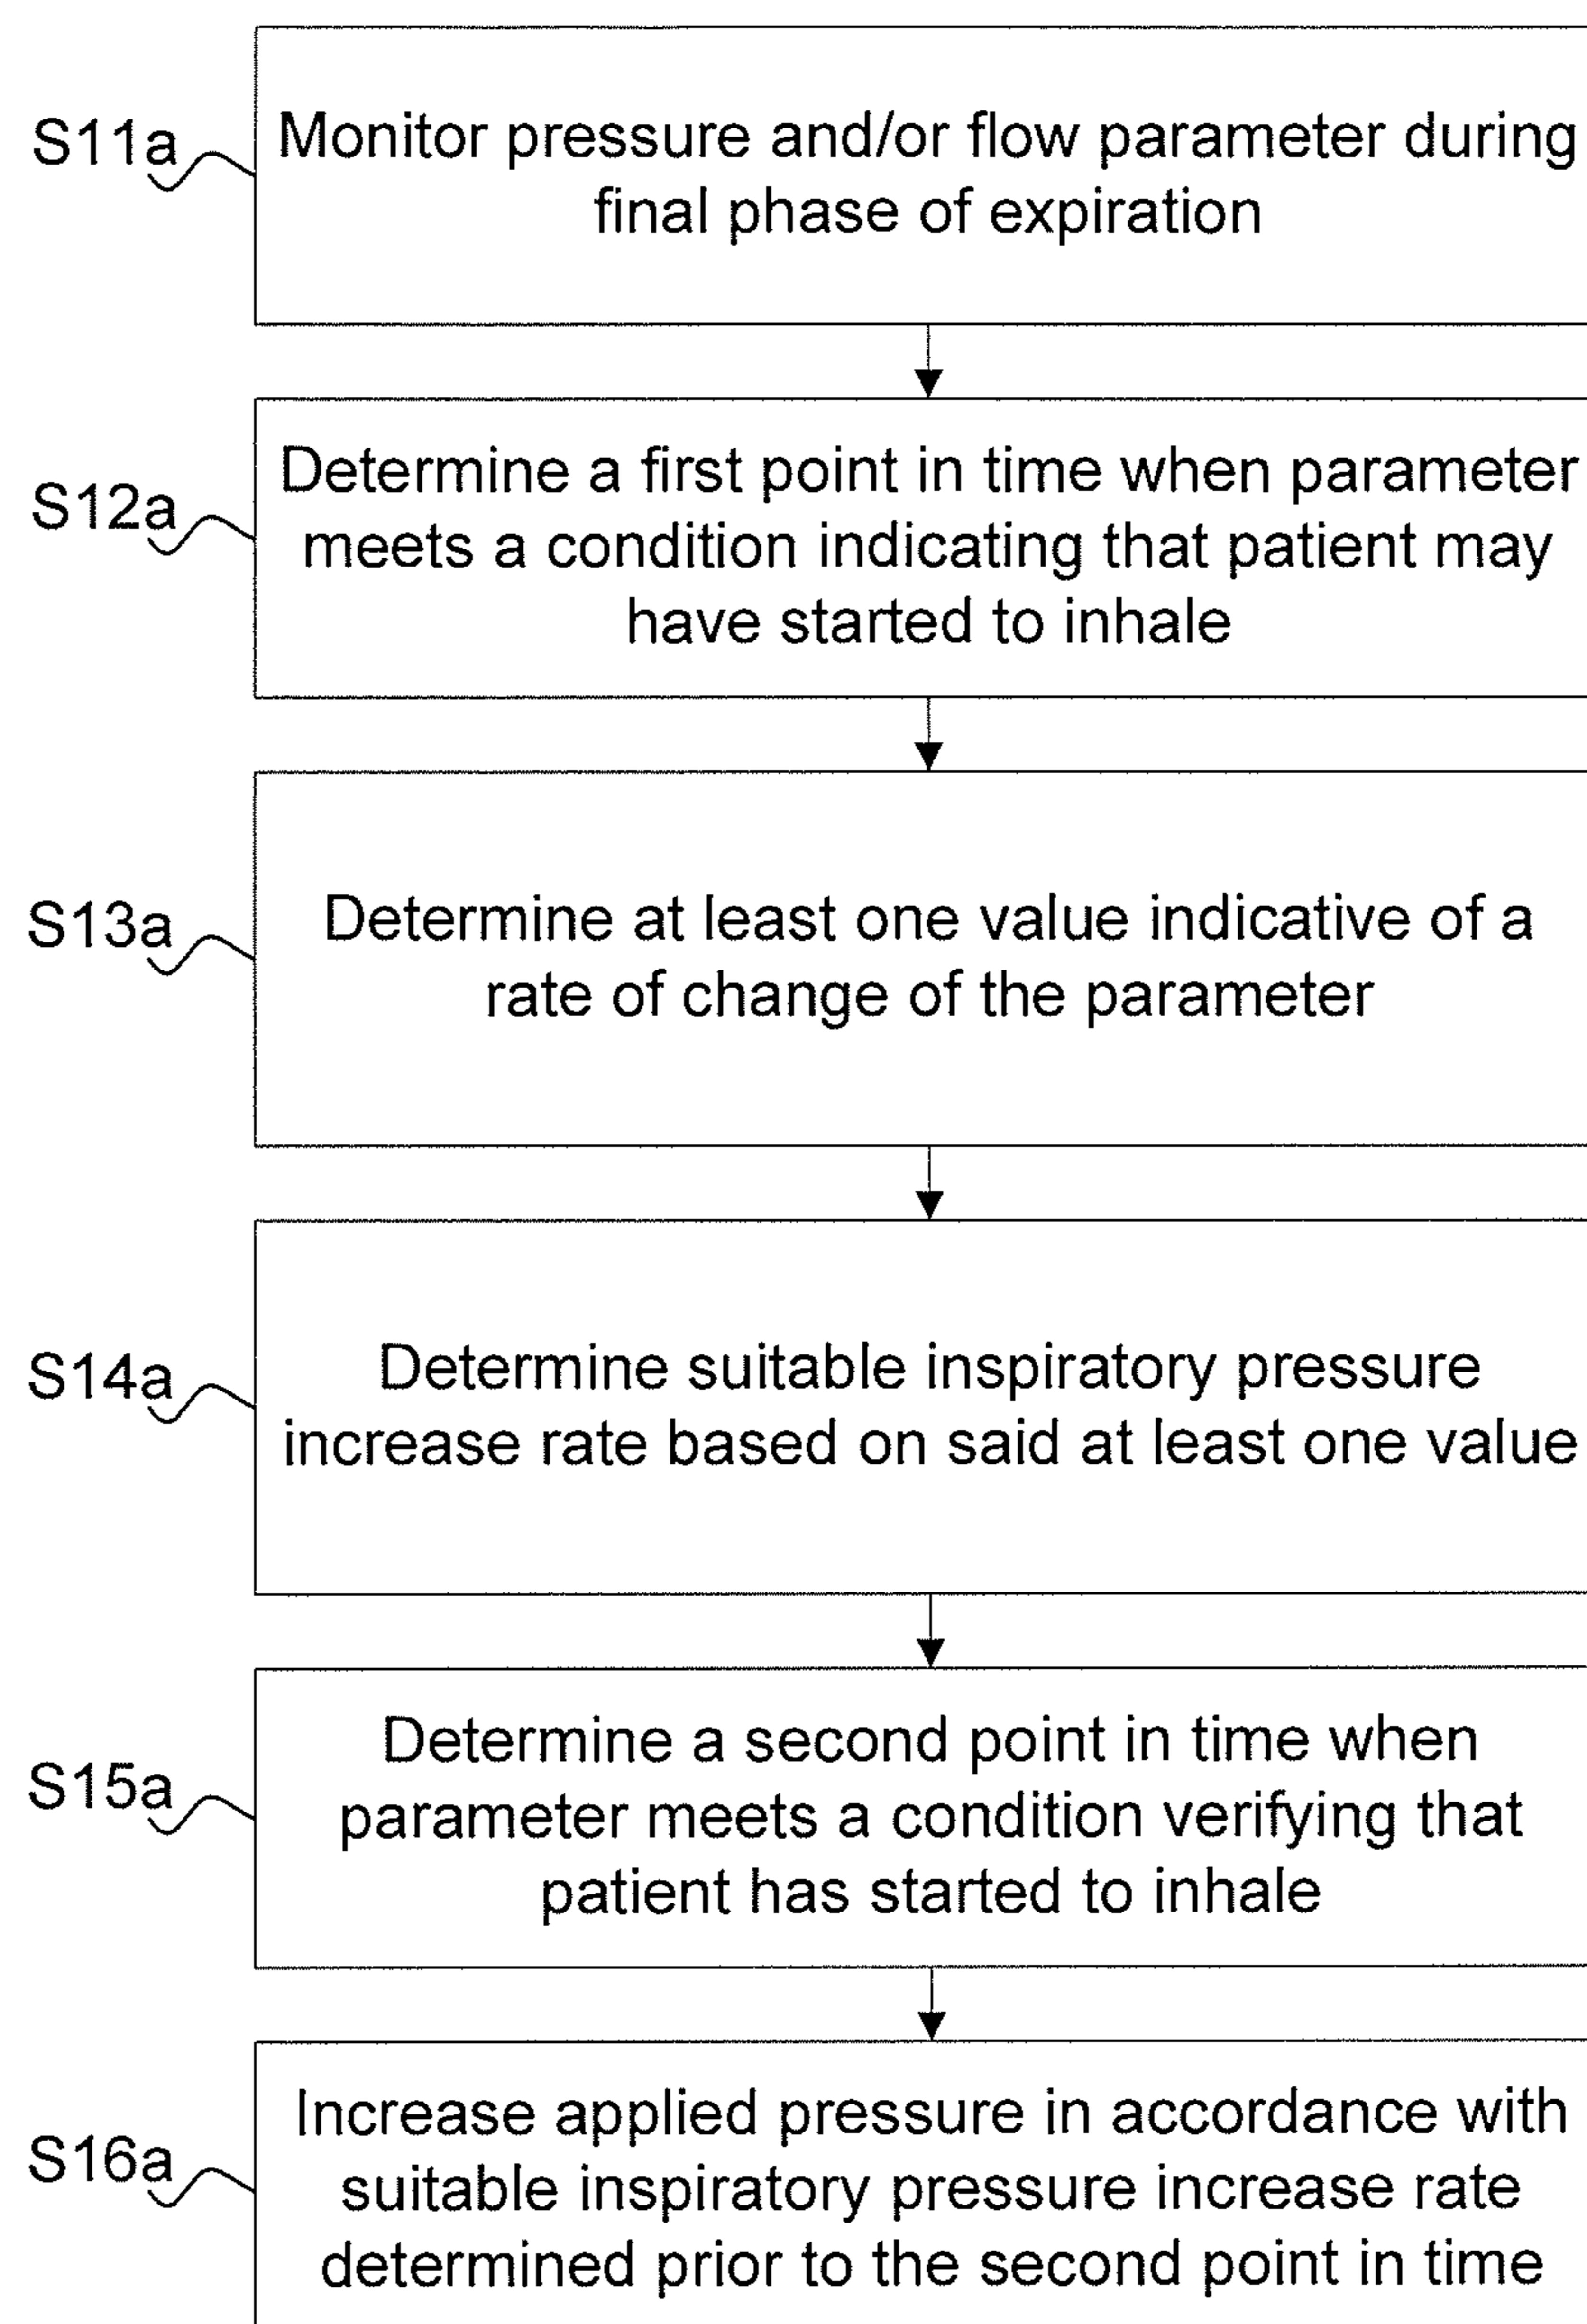 S11a
Monitor pressure and/or flow parameter during
final phase of expiration
S12a
Determine a first point in time when parameter
meets a condition indicating that patient may
have started to inhale
S13a
Determine at least one value indicative of a
rate of change of the parameter
S14a
Determine suitable inspiratory pressure
increase rate based on said at least one value
S15a
Determine a second point in time when
parameter meets a condition verifying that
patient has started to inhale
S16a
Increase applied pressure in accordance with
suitable inspiratory pressure increase rate
determined prior to the second point in time